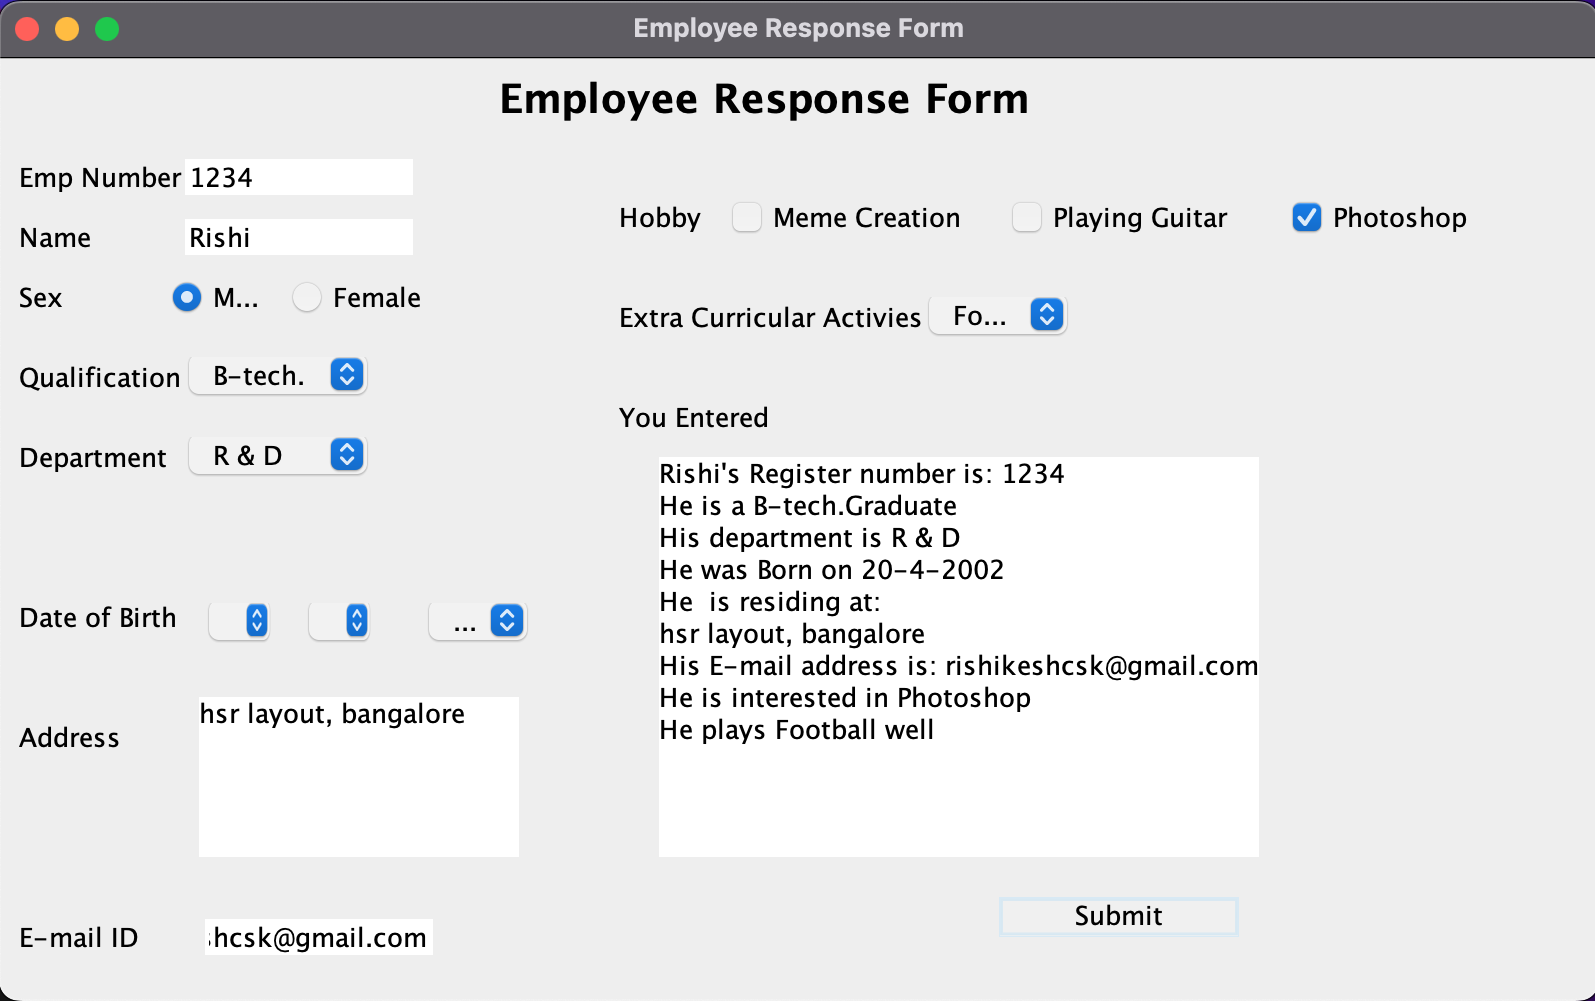 Employee Response Form
Employee Response Form
Emp Number 1234
Name Rishi
Sex M... Female
Qualification B-tech.
Department R & D
Date of Birth ...
Address hsr layout, bangalore
E-mail ID hcsk@gmail.com
Hobby Meme Creation Playing Guitar Photoshop
Extra Curricular Activies Fo...
You Entered
Rishi's Register number is: 1234
He is a B-tech.Graduate
His department is R & D
He was Born on 20-4-2002
He  is residing at:
hsr layout, bangalore
His E-mail address is: rishikeshcsk@gmail.com
He is interested in Photoshop
He plays Football well
Submit